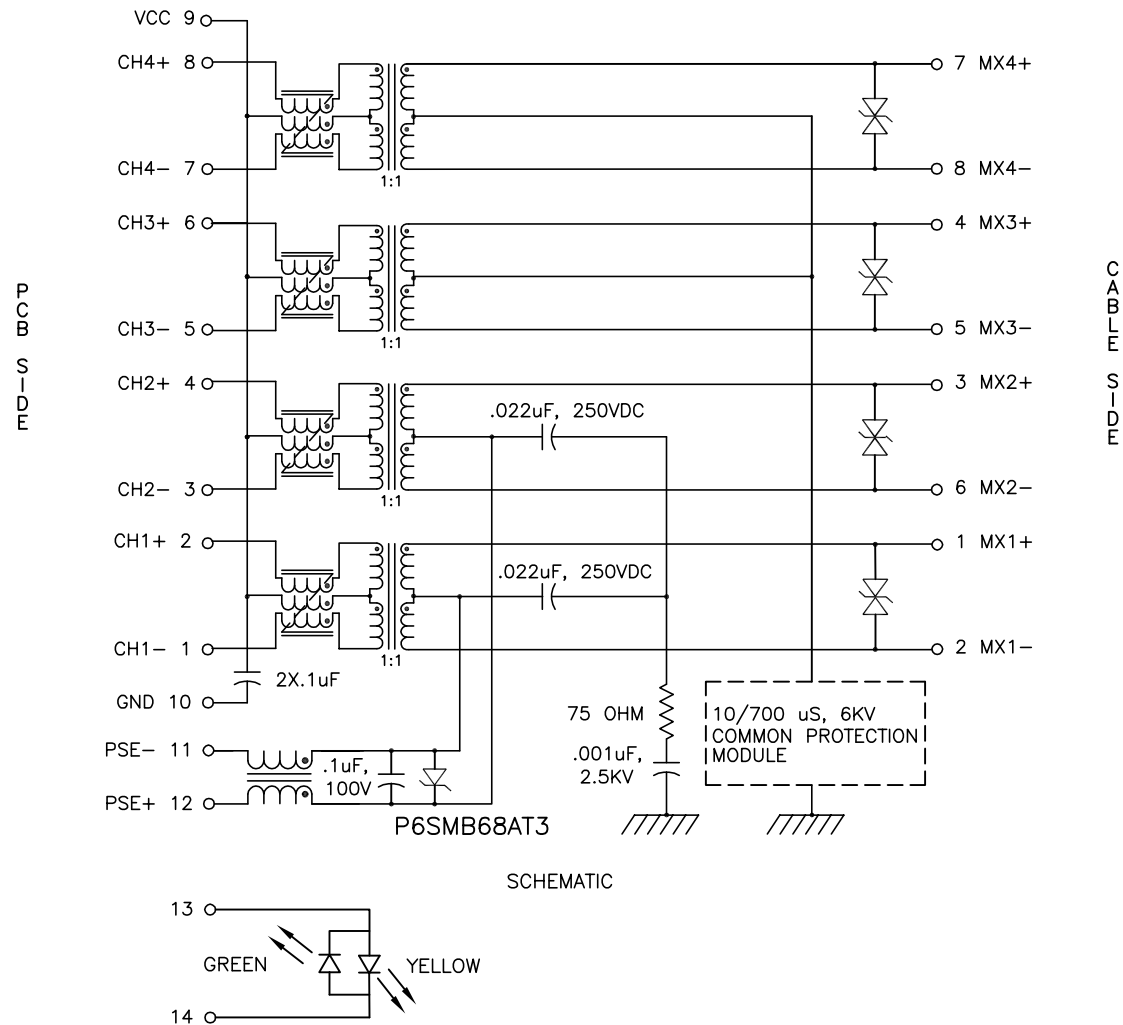 VCC 9
CH4+ 8
7 MX4+
CH4- 7
8 MX4-
1:1
CH3+ 6
4 MX3+
CH3- 5
5 MX3-
1:1
PCB SIDE
CABLE SIDE
CH2+ 4
3 MX2+
.022uF, 250VDC
CH2- 3
6 MX2-
1:1
CH1+ 2
1 MX1+
.022uF, 250VDC
CH1- 1
2 MX1-
1:1
2X.1uF
GND 10
75 OHM
10/700 uS, 6KV
COMMON PROTECTION
MODULE
PSE- 11
.1uF,
100V
.001uF,
2.5KV
PSE+ 12
P6SMB68AT3
SCHEMATIC
13
GREEN
YELLOW
14